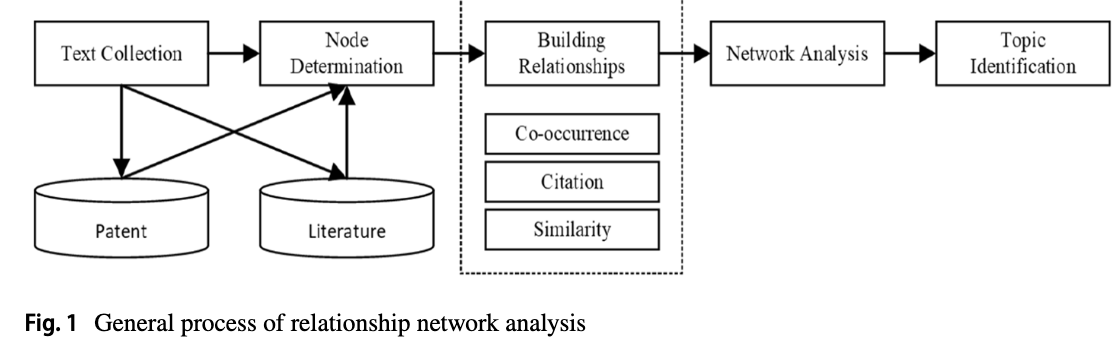 Text Collection
Node
Determination
Building
Relationships
Network Analysis
Topic
Identification
Co-occurrence
Citation
Similarity
Patent
Literature
Fig. 1 General process of relationship network analysis